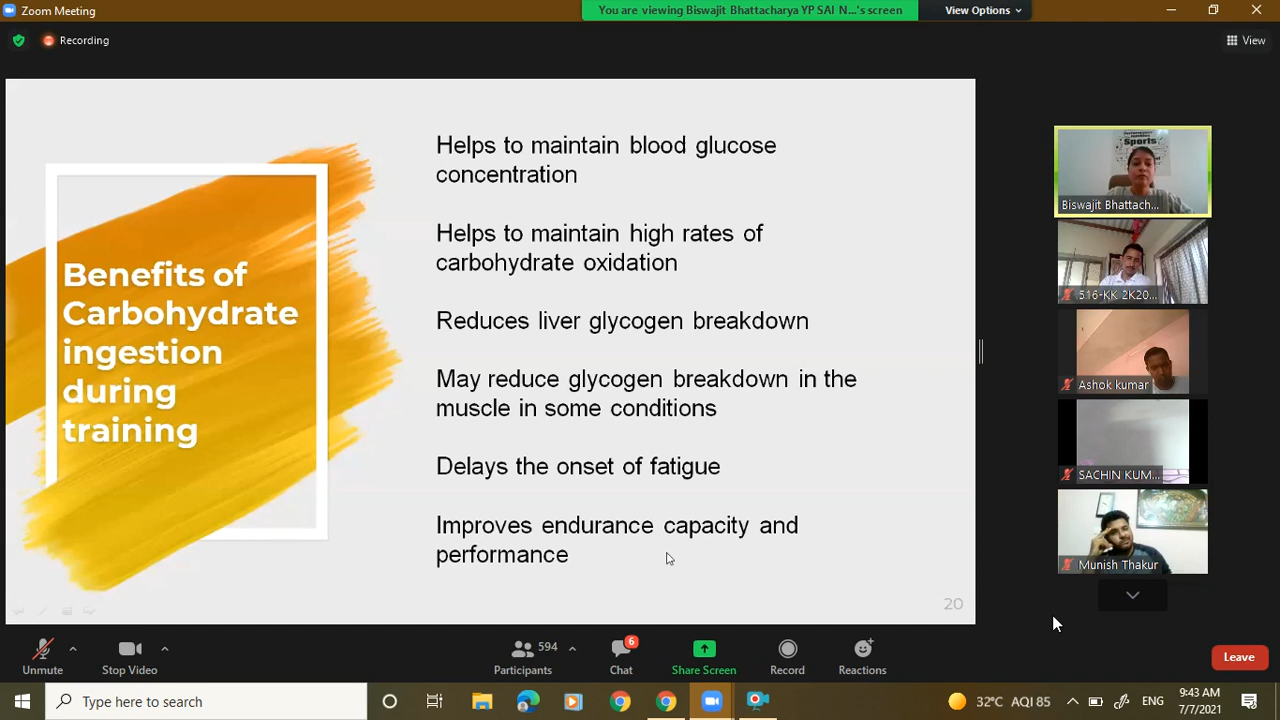 Zoom Meeting
You are viewing Biswajit Bhattacharya YP SAI N...'s screen
View Options
Recording
View
Benefits of
Carbohydrate
ingestion
during
training
Helps to maintain blood glucose
concentration
Helps to maintain high rates of
carbohydrate oxidation
Reduces liver glycogen breakdown
May reduce glycogen breakdown in the
muscle in some conditions
Delays the onset of fatigue
Improves endurance capacity and
performance
20
Sports
Biswajit Bhattach...
516-KK 2K20...
Ashok kumar
SACHIN KUM...
Munish Thakur
Unmute
Stop Video
594
Participants
6
Chat
Share Screen
Record
Reactions
Leave
Type here to search
32°C AQI 85
ENG
9:43 AM
7/7/2021